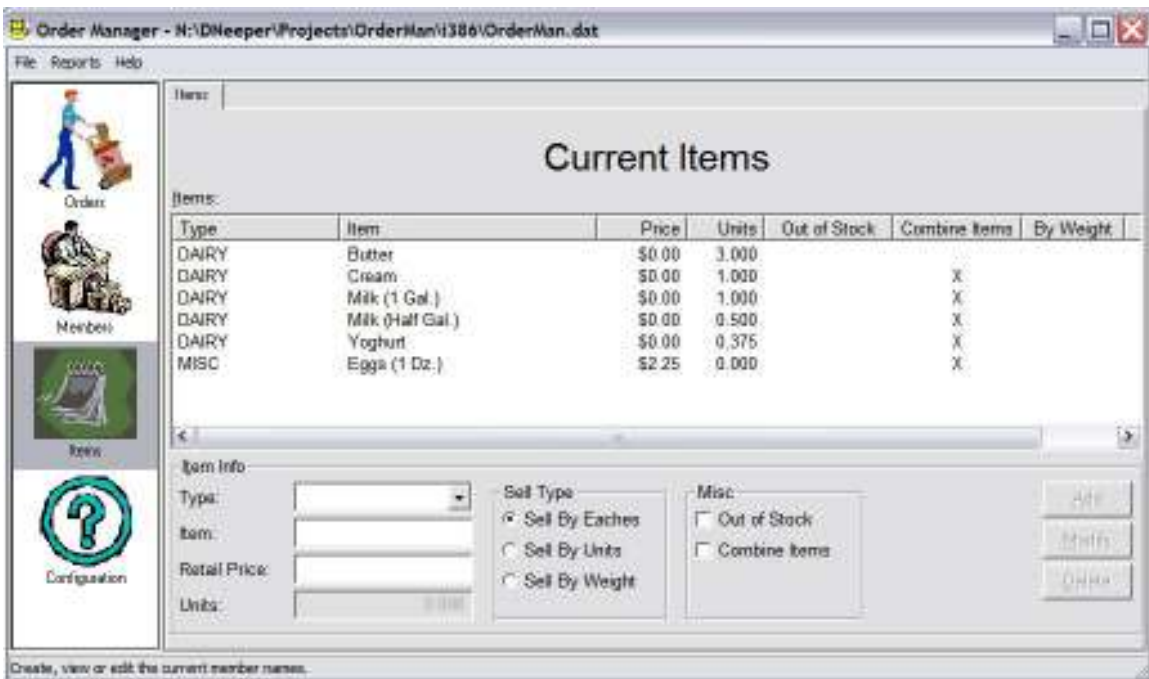 Order Manager - N:\DNeeper\Projects\OrderMan\i386\OrderMan.dat
File Reports Help
Items
Current Items
Orders
Items:
Type Item Price Units Out of Stock Combine Items By Weight
DAIRY Butter $0.00 3.000
DAIRY Cream $0.00 1.000 X
DAIRY Milk (1 Gal.) $0.00 1.000 X
DAIRY Milk (Half Gal.) $0.00 0.500 X
DAIRY Yoghurt $0.00 0.375 X
MISC Eggs (1 Dz.) $2.25 0.000 X
Members
Items
Configuration
Item Info
Type:
Item:
Retail Price:
Units: 0.000
Sell Type
Sell By Eaches
Sell By Units
Sell By Weight
Misc
Out of Stock
Combine Items
Add
Modify
Delete
Create, view or edit the current member names.